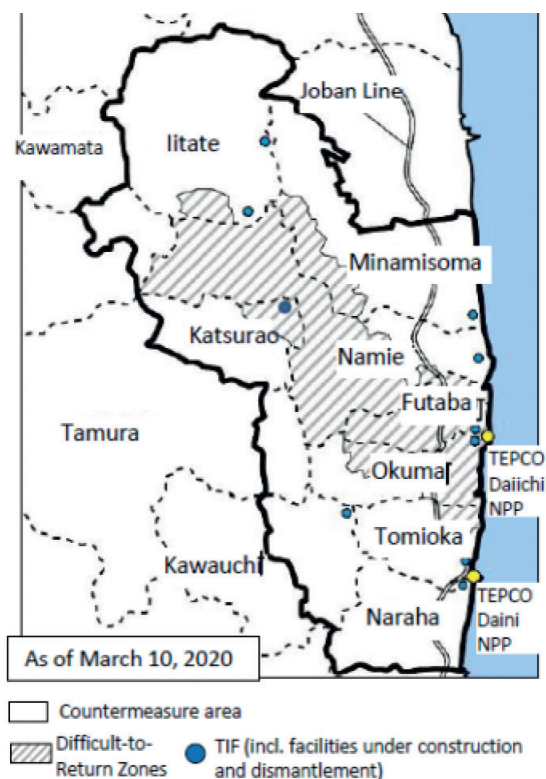 Joban Line
Iitate
Kawamata
Minamisoma
Katsurao
Namie
Futaba
Tamura
Okuma
TEPCO
Daiichi
NPP
Tomioka
Kawauchi
TEPCO
Daini
NPP
Naraha
As of March 10, 2020
Countermeasure area
Difficult-to-
Return Zones
TIF (incl. facilities under construction
and dismantlement)